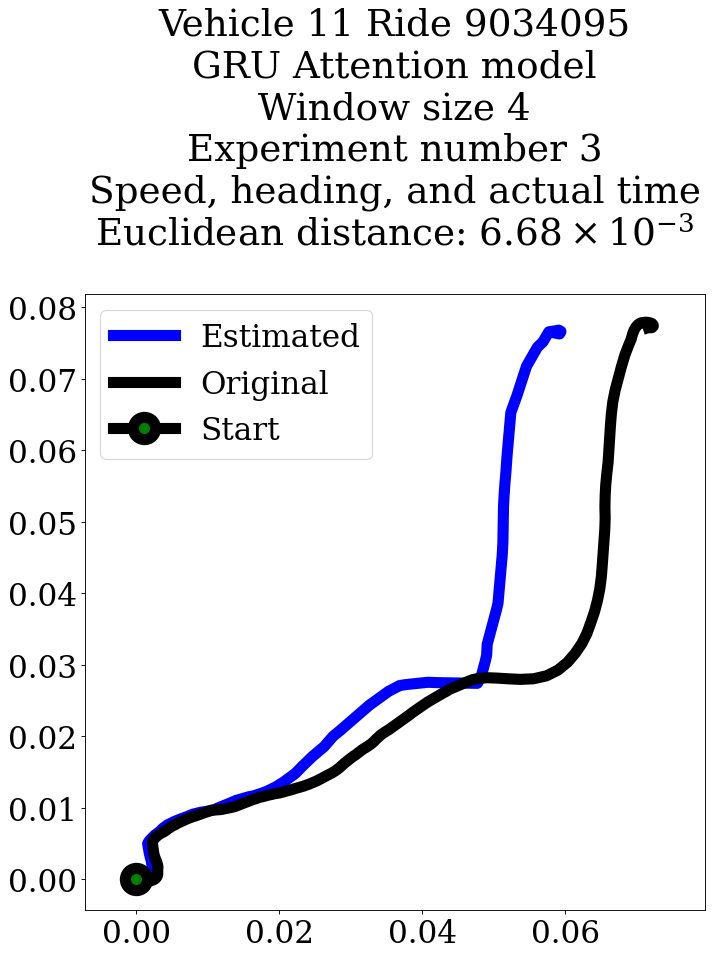 Vehicle 11 Ride 9034095
GRU Attention model
Window size 4
Experiment number 3
Speed, heading, and actual time
Euclidean distance: 6.68 × 10⁻³
Estimated
Original
Start
0.08
0.07
0.06
0.05
0.04
0.03
0.02
0.01
0.00
0.00 0.02 0.04 0.06